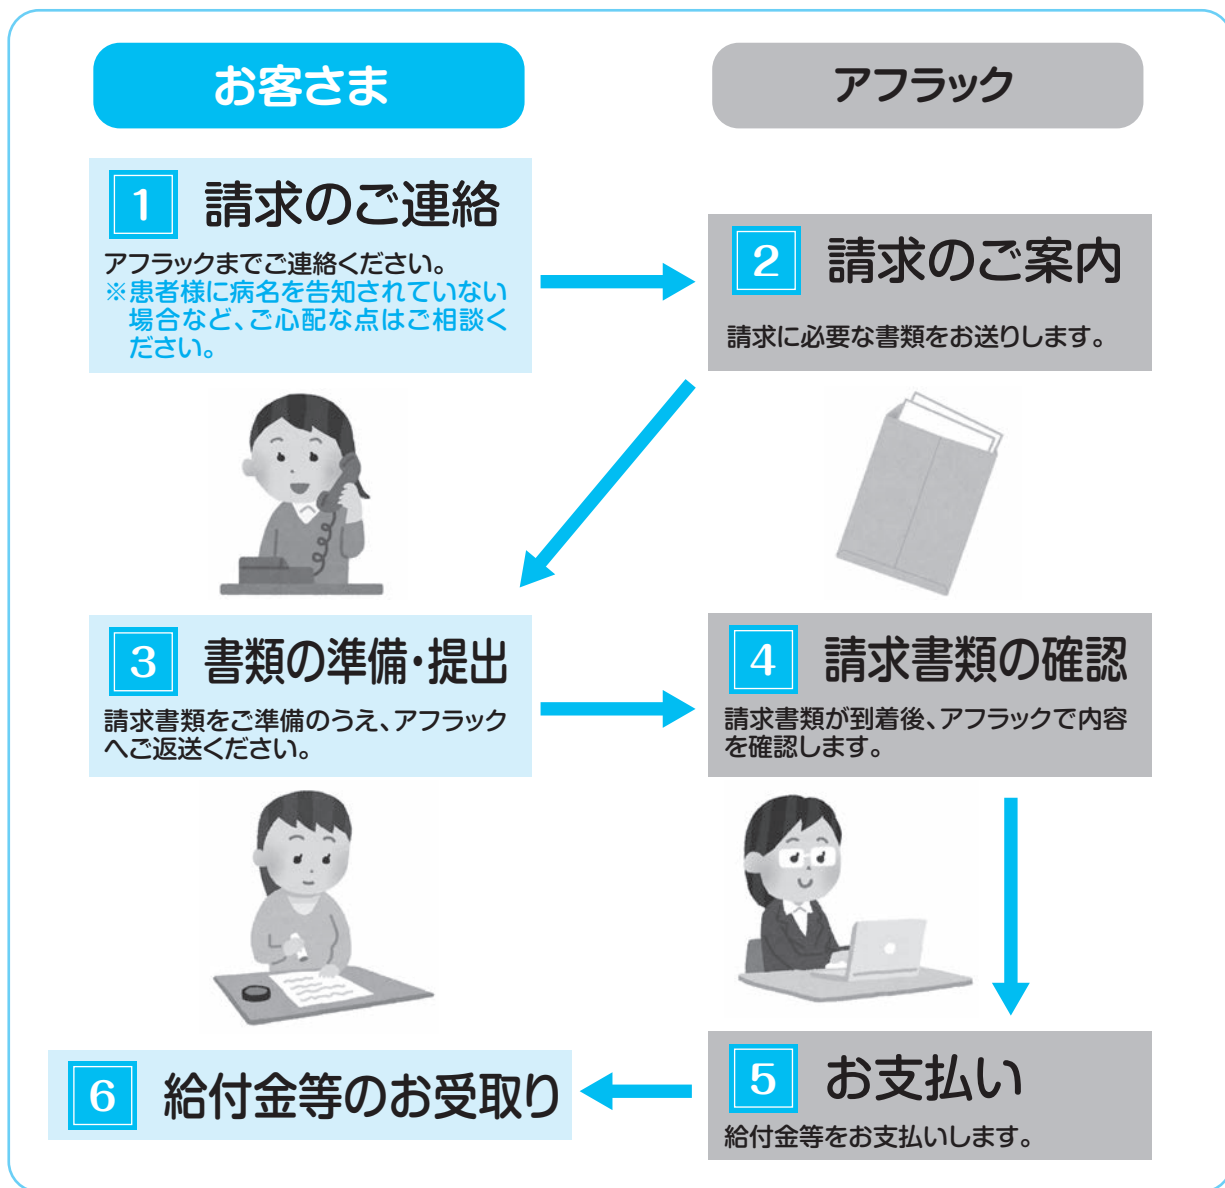 お客さま
アフラック
1 請求のご連絡
アフラックまでご連絡ください。
※患者様に病名を告知されていない
場合など、ご心配な点はご相談く
ださい。
2 請求のご案内
請求に必要な書類をお送りします。
3 書類の準備・提出
請求書類をご準備のうえ、アフラック
へご返送ください。
4 請求書類の確認
請求書類が到着後、アフラックで内容
を確認します。
5 お支払い
給付金等をお支払いします。
6 給付金等のお受取り